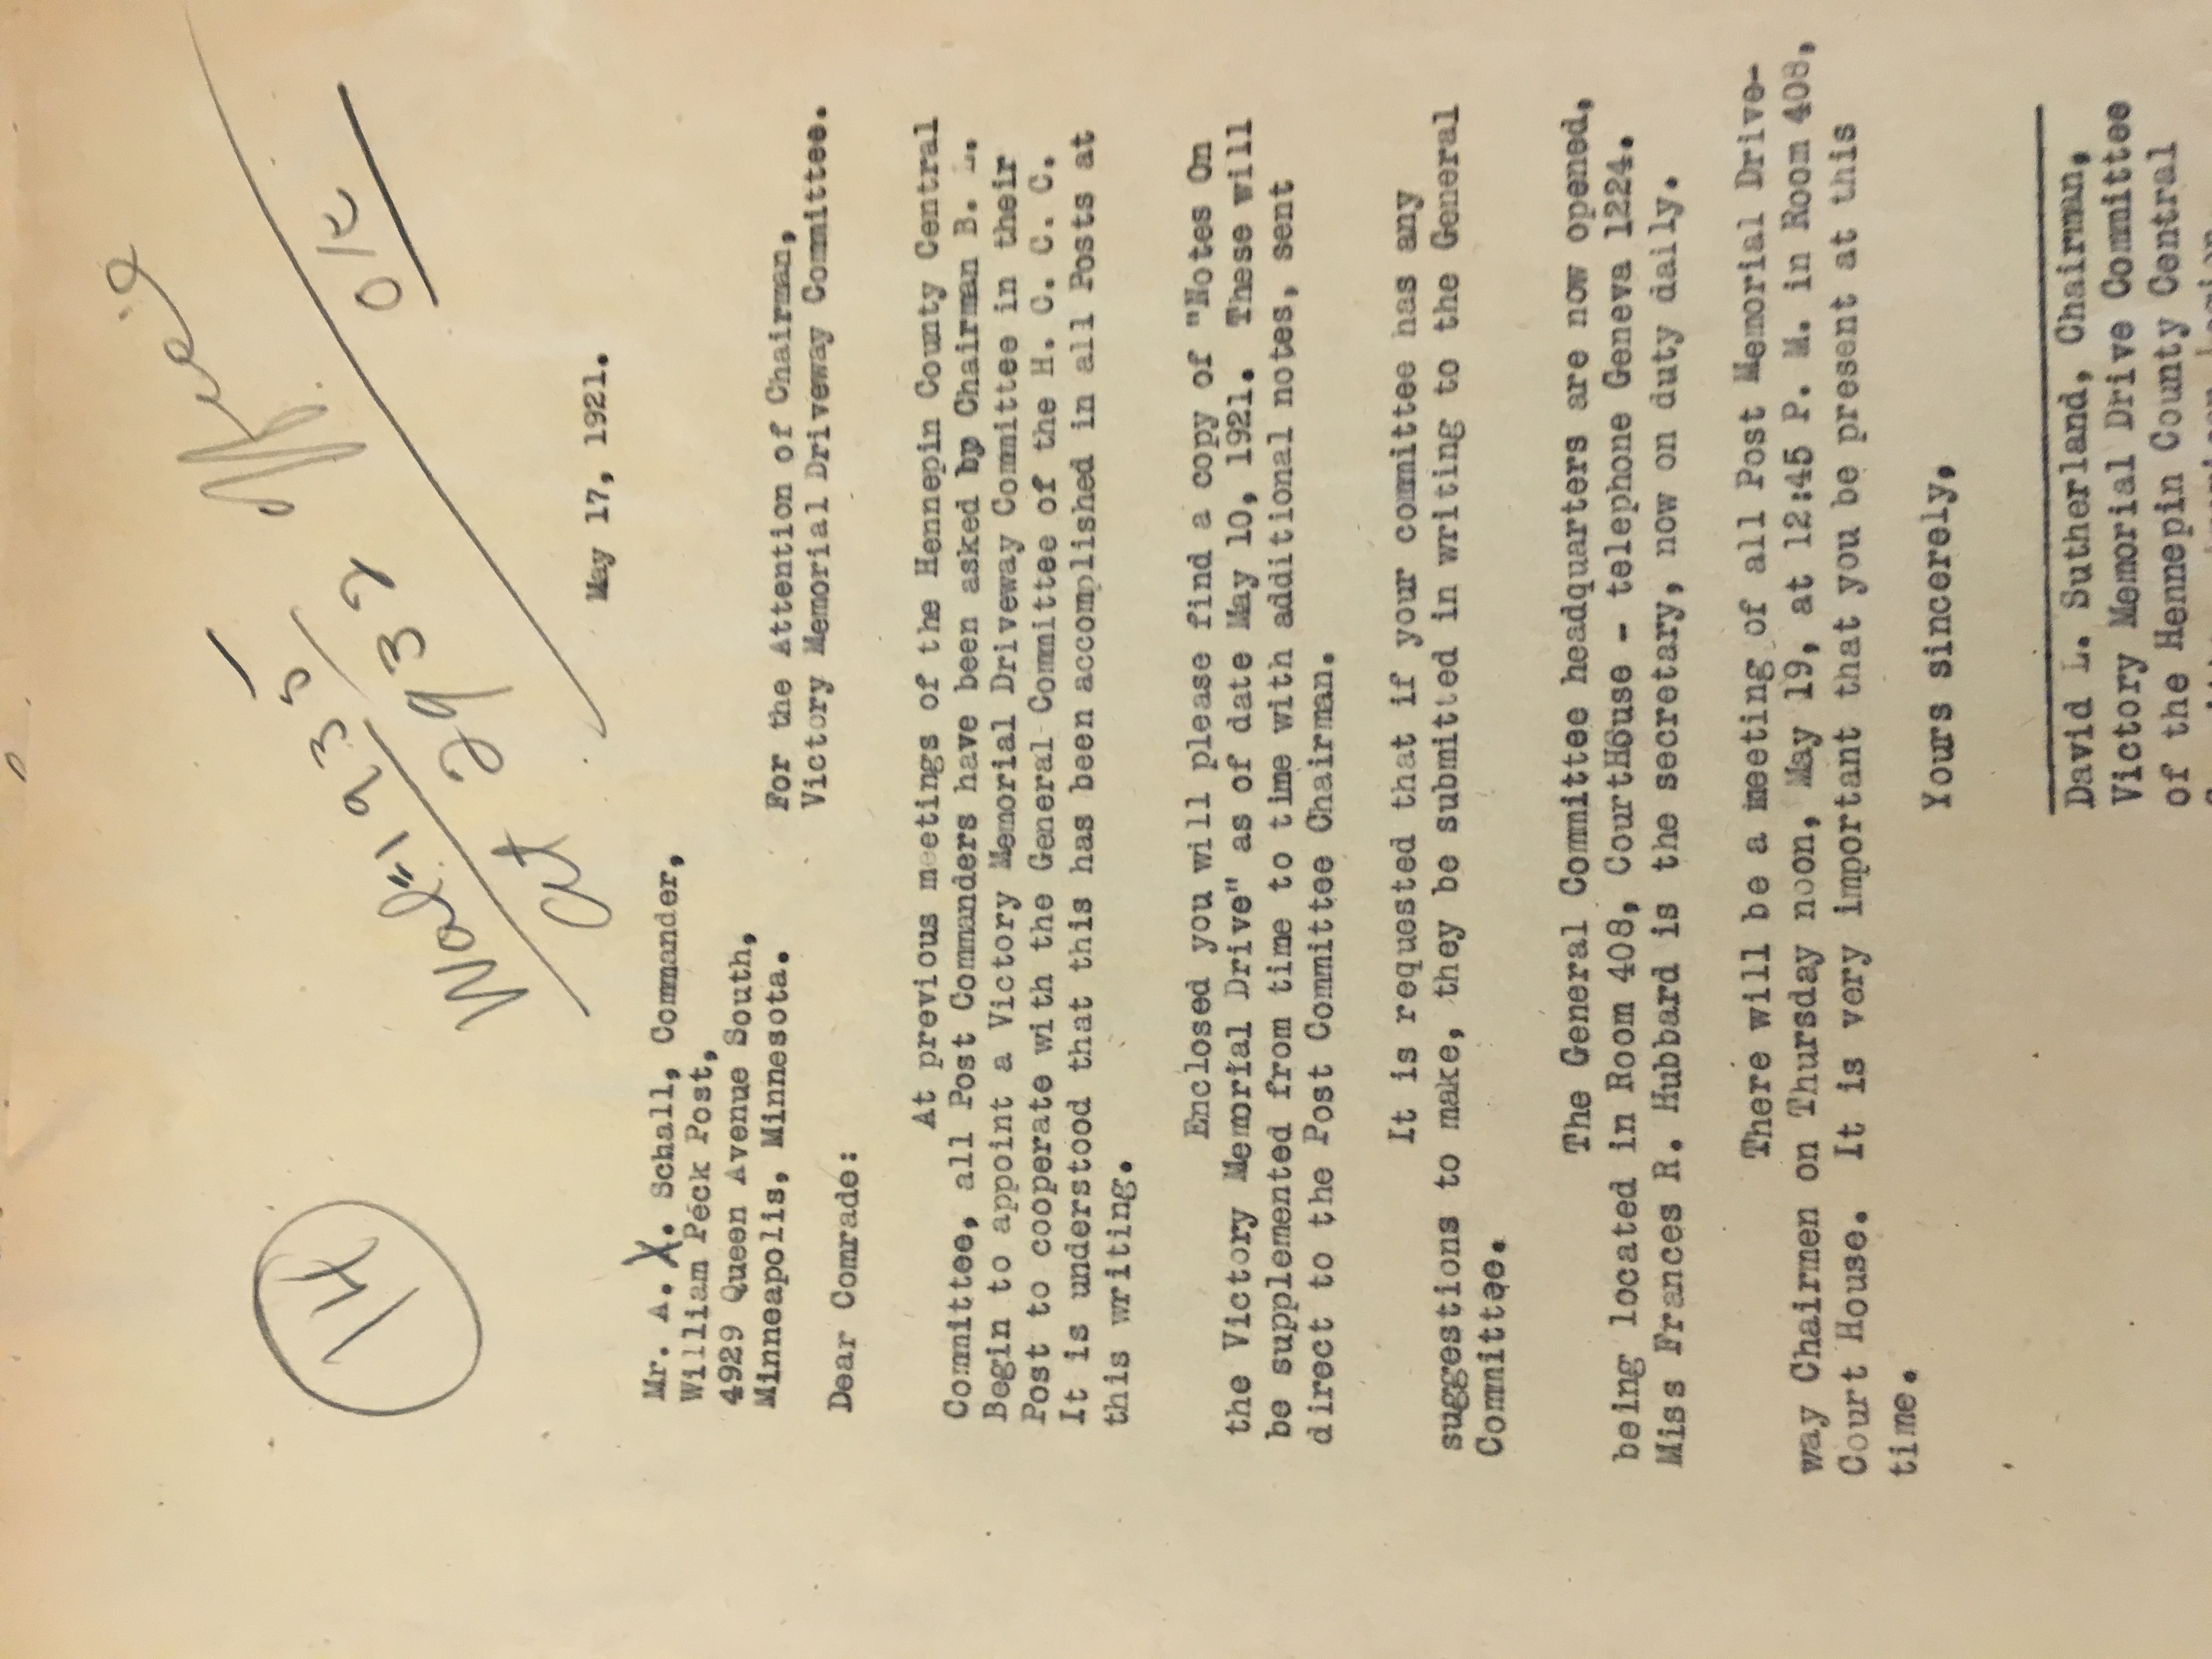 14
Wal=1935
at 2932 Office
OK
May 17, 1921.
Mr. A. X. Schall, Commander,
William Peck Post,
4929 Queen Avenue South,
Minneapolis, Minnesota.
For the Attention of Chairman,
Victory Memorial Driveway Committee.
Dear Comrade:
At previous meetings of the Hennepin County Central
Committee, all Post Commanders have been asked by Chairman B. L.
Begin to appoint a Victory Memorial Driveway Committee in their
Post to cooperate with the General Committee of the H. C. C. C.
It is understood that this has been accomplished in all Posts at
this writing.
Enclosed you will please find a copy of "Notes On
the Victory Memorial Drive" as of date May 10, 1921. These will
be supplemented from time to time with additional notes, sent
direct to the Post Committee Chairman.
It is requested that if your committee has any
suggestions to make, they be submitted in writing to the General
Committee.
The General Committee headquarters are now opened,
being located in Room 408, CourtHouse - telephone Geneva 1224.
Miss Frances R. Hubbard is the secretary, now on duty daily.
There will be a meeting of all Post Memorial Drive-
way Chairmen on Thursday noon, May 19, at 12:45 P. M. in Room 408,
Court House. It is very important that you be present at this
time.
Yours sincerely,
David L. Sutherland, Chairman,
Victory Memorial Drive Committee
of the Hennepin County Central
American Legion